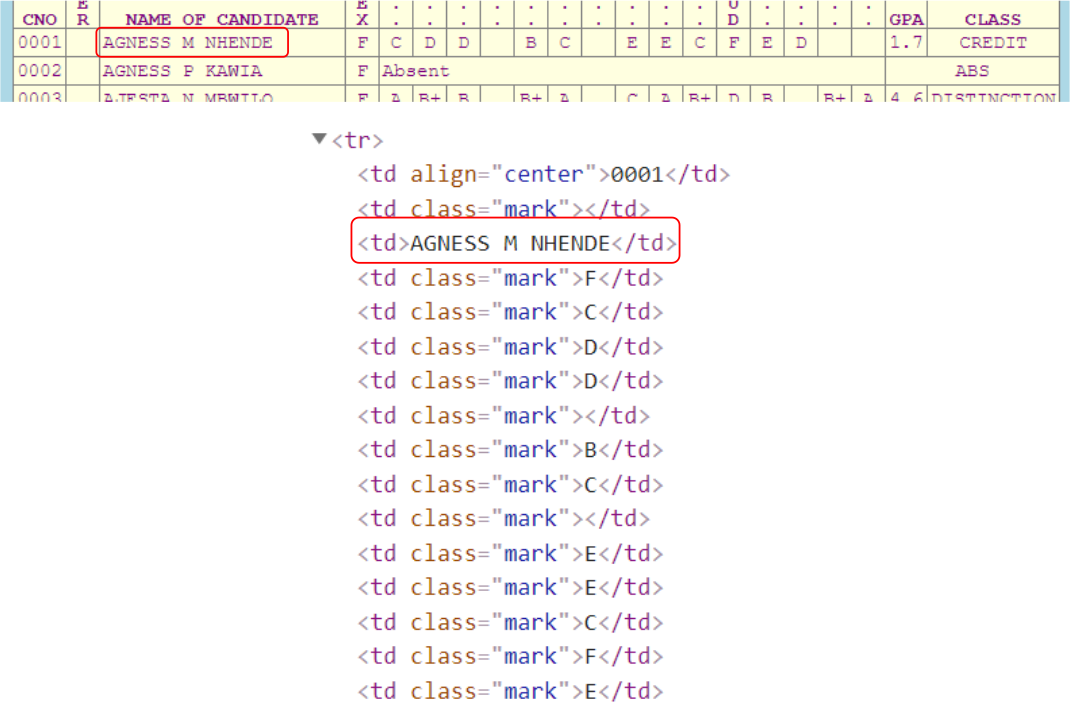 CNO E R NAME OF CANDIDATE E X . . . . . . . . . . U D . . . . GPA CLASS
0001 AGNESS M NHENDE F C D D B C E E C F E D 1.7 CREDIT
0002 AGNESS P KAWIA F Absent ABS
0003 AJESTA N MBWILO F A B+ B B+ A C A B+ D B B+ A 4.6 DISTINCTION
▼<tr>
<td align="center">0001</td>
<td class="mark"></td>
<td>AGNESS M NHENDE</td>
<td class="mark">F</td>
<td class="mark">C</td>
<td class="mark">D</td>
<td class="mark">D</td>
<td class="mark"></td>
<td class="mark">B</td>
<td class="mark">C</td>
<td class="mark"></td>
<td class="mark">E</td>
<td class="mark">E</td>
<td class="mark">C</td>
<td class="mark">F</td>
<td class="mark">E</td>